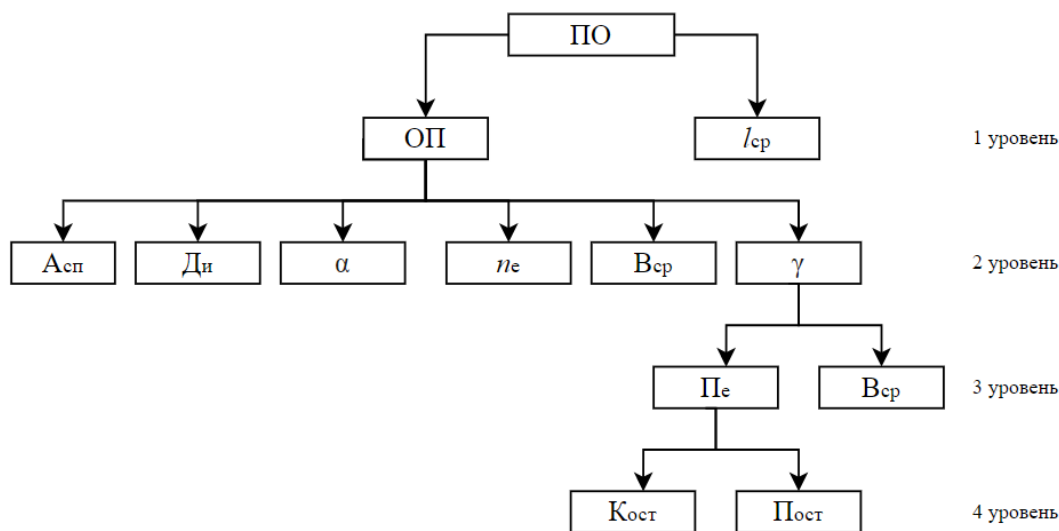 ПО
ОП lср 1 уровень
Асп Ди α nе Вср γ 2 уровень
Пе Вср 3 уровень
Кост Пост 4 уровень